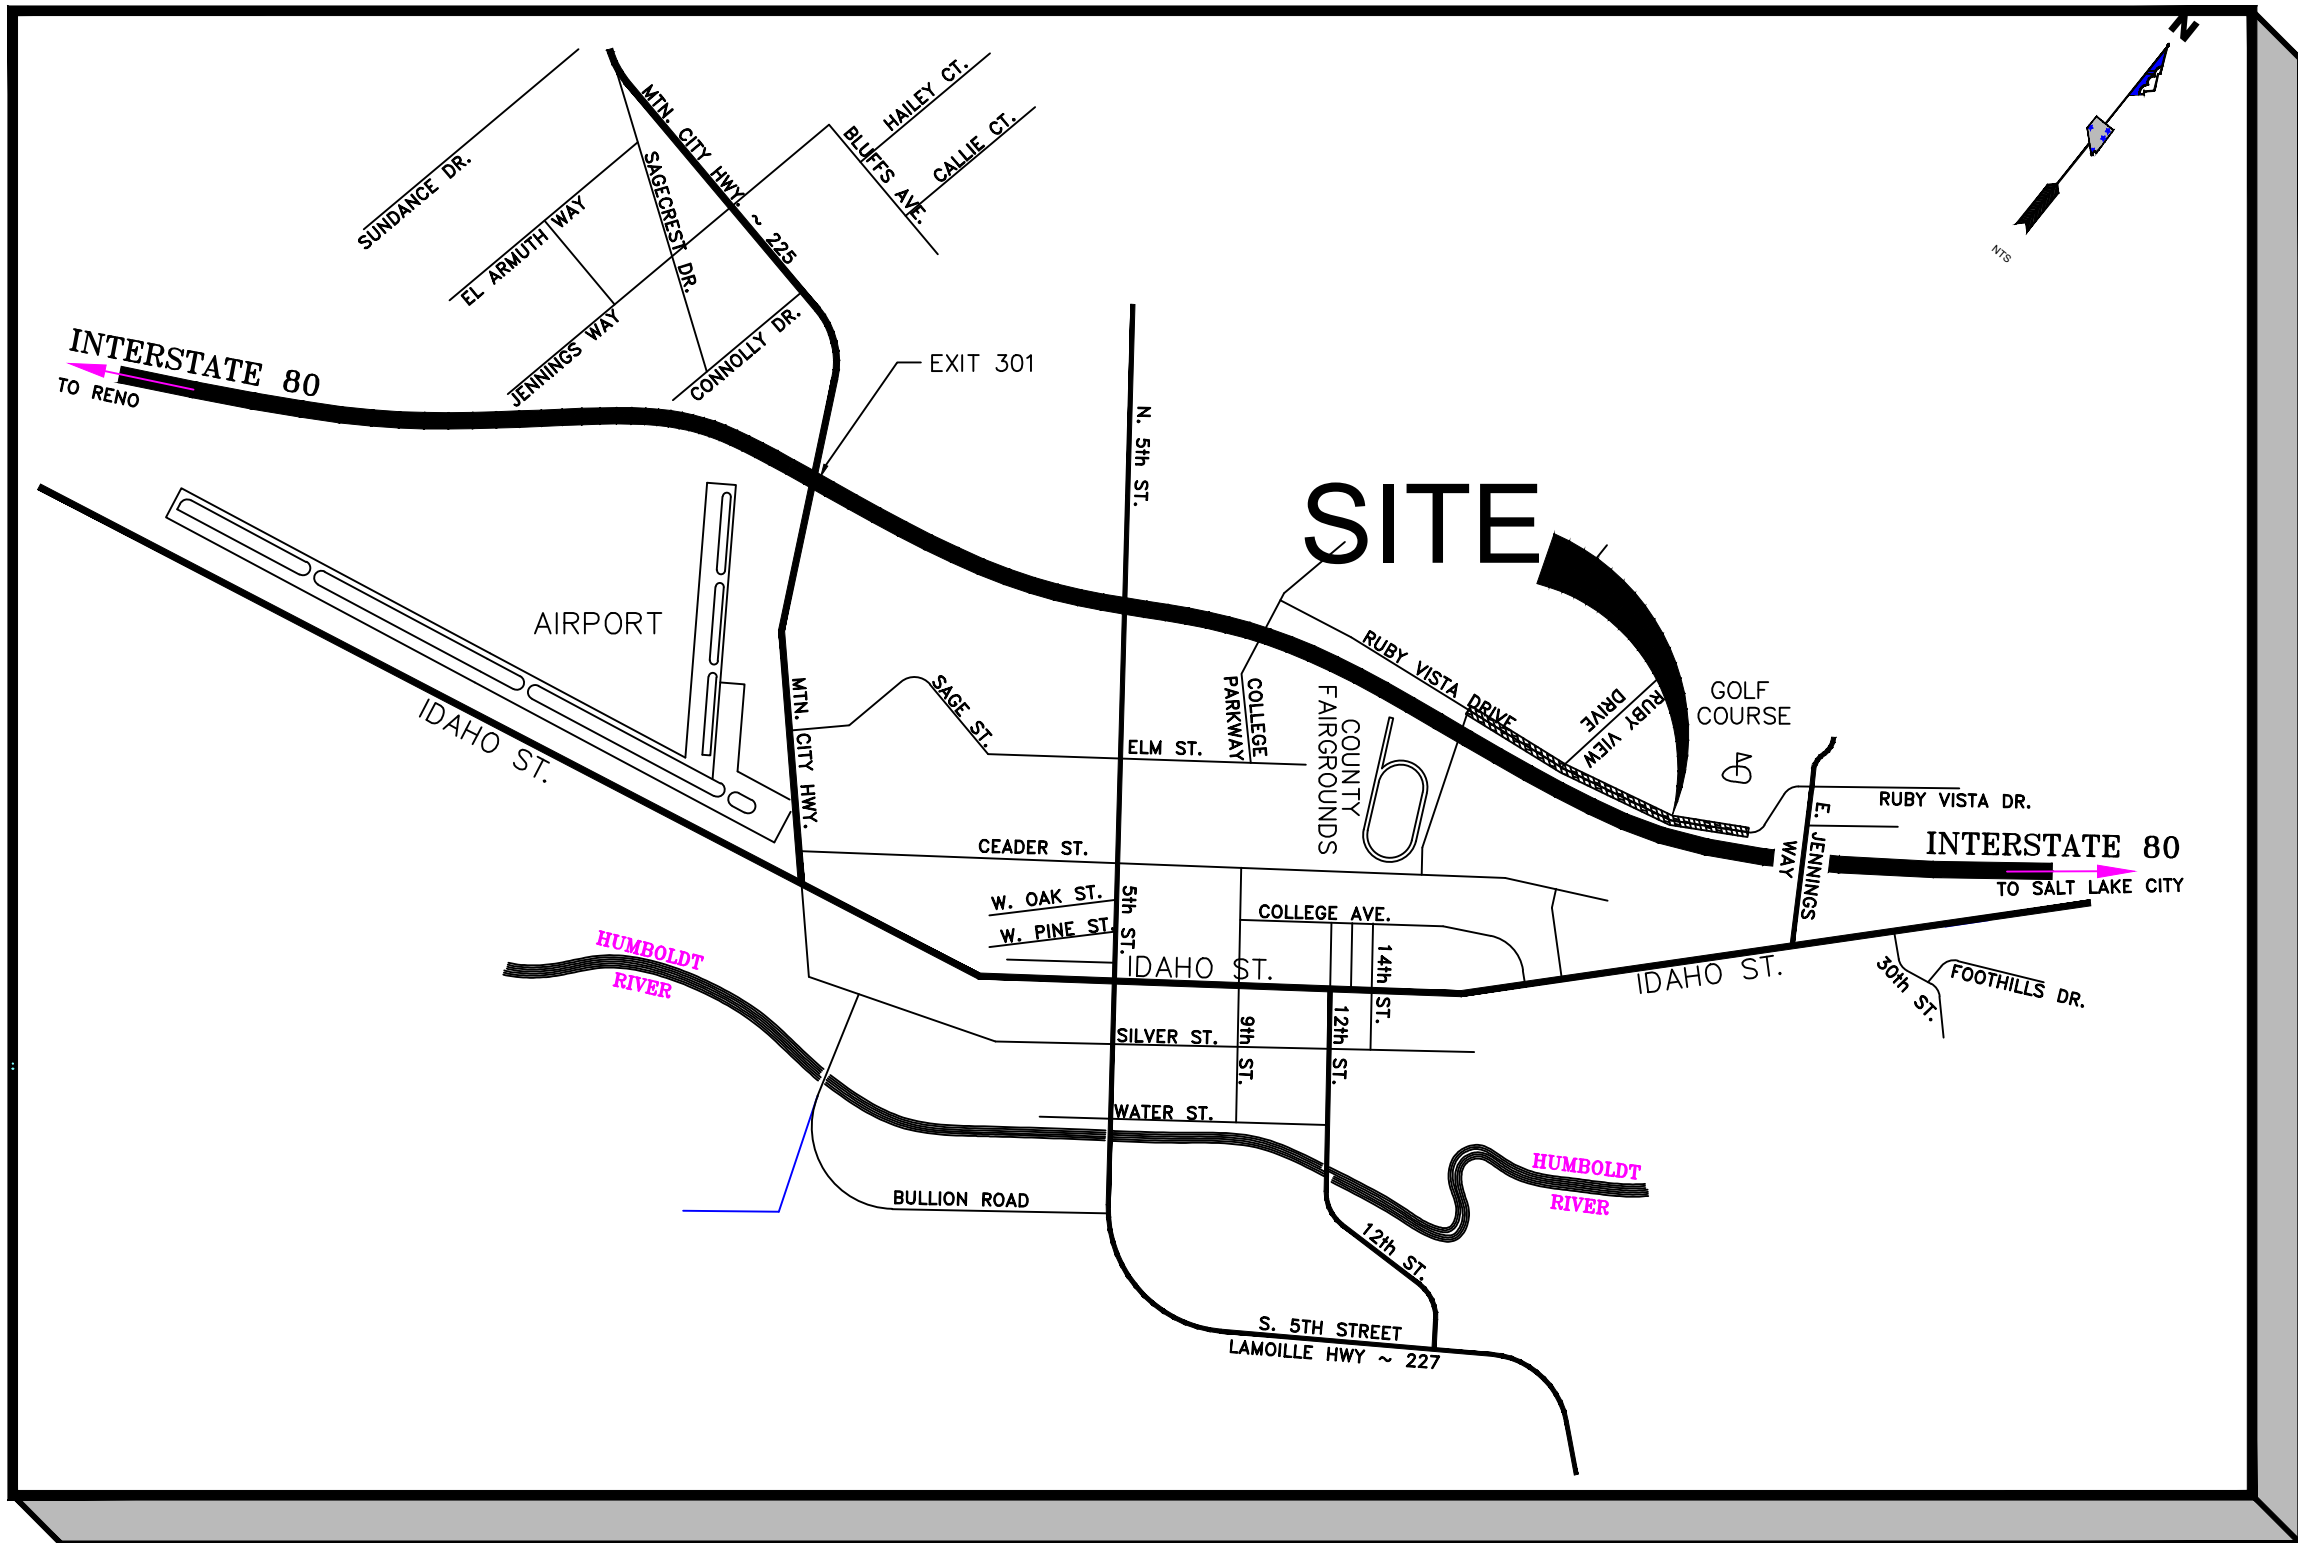 N
NTS
HAILEY CT.
MTN. CITY HWY. ~ 225
BLUFFS AVE.
CALLIE CT.
SUNDANCE DR.
SAGECREST DR.
EL ARMUTH WAY
JENNINGS WAY
CONNOLLY DR.
INTERSTATE 80
TO RENO
EXIT 301
N. 5th ST.
SITE
AIRPORT
RUBY VISTA DRIVE
RUBY VIEW
DRIVE
GOLF
COURSE
IDAHO ST.
MTN. CITY HWY.
SAGE ST.
ELM ST.
COLLEGE
PARKWAY
COUNTY
FAIRGROUNDS
RUBY VISTA DR.
E. JENNINGS
WAY
INTERSTATE 80
TO SALT LAKE CITY
CEADER ST.
W. OAK ST.
W. PINE ST.
5th ST.
COLLEGE AVE.
14th ST.
IDAHO ST.
IDAHO ST.
30th ST.
FOOTHILLS DR.
HUMBOLDT
RIVER
SILVER ST.
9th ST.
12th ST.
WATER ST.
BULLION ROAD
HUMBOLDT
RIVER
12th ST.
S. 5TH STREET
LAMOILLE HWY ~ 227